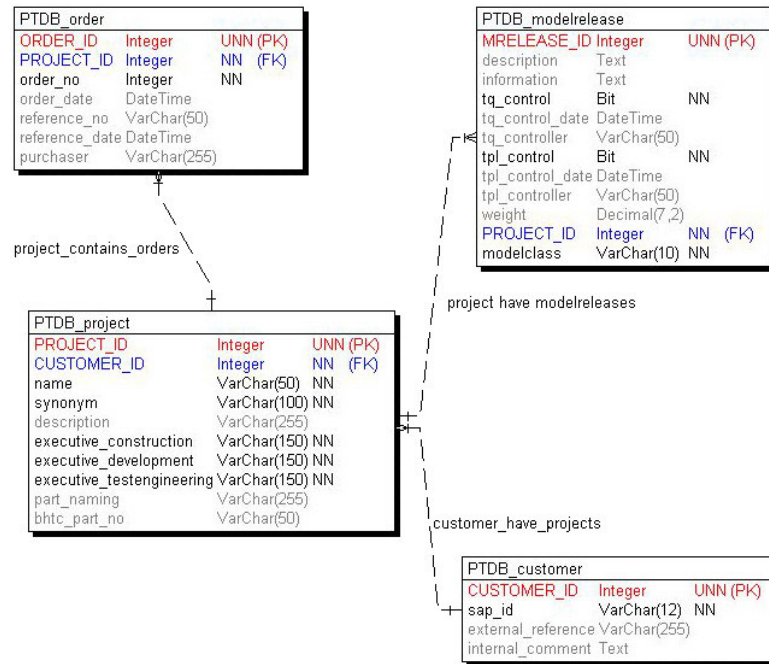 PTDB_order
ORDER_ID Integer UNN (PK)
PROJECT_ID Integer NN (FK)
order_no Integer NN
order_date DateTime
reference_no VarChar(50)
reference_date DateTime
purchaser VarChar(255)
PTDB_modelrelease
MRELEASE_ID Integer UNN (PK)
description Text
information Text
tq_control Bit NN
tq_control_date DateTime
tq_controller VarChar(50)
tpl_control Bit NN
tpl_control_date DateTime
tpl_controller VarChar(50)
weight Decimal(7,2)
PROJECT_ID Integer NN (FK)
modelclass VarChar(10) NN
project_contains_orders
project have modelreleases
PTDB_project
PROJECT_ID Integer UNN (PK)
CUSTOMER_ID Integer NN (FK)
name VarChar(50) NN
synonym VarChar(100) NN
description VarChar(255)
executive_construction VarChar(150) NN
executive_development VarChar(150) NN
executive_testengineering VarChar(150) NN
part_naming VarChar(255)
bhtc_part_no VarChar(50)
customer_have_projects
PTDB_customer
CUSTOMER_ID Integer UNN (PK)
sap_id VarChar(12) NN
external_reference VarChar(255)
internal_comment Text